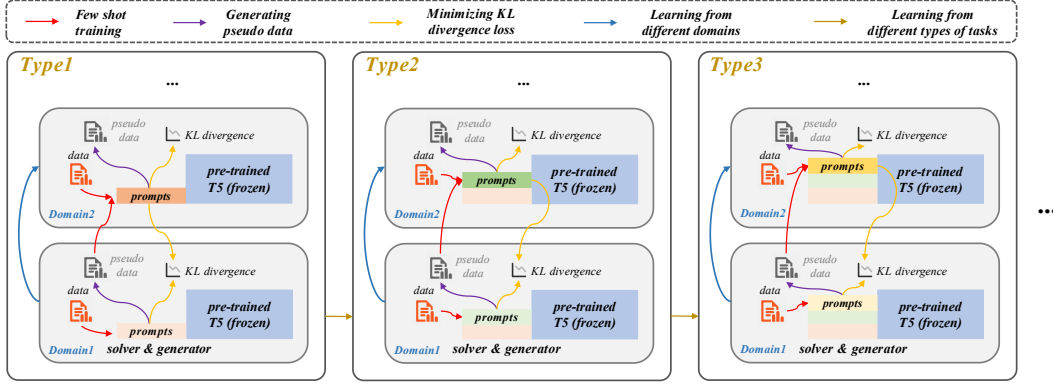 Few shot
training
Generating
pseudo data
Minimizing KL
divergence loss
Learning from
different domains
Learning from
different types of tasks
Type1
...
pseudo
data
KL divergence
data
pre-trained
T5 (frozen)
prompts
Domain2
pseudo
data
KL divergence
data
pre-trained
T5 (frozen)
prompts
Domain1
solver & generator
Type2
...
pseudo
data
KL divergence
data
pre-trained
T5 (frozen)
prompts
Domain2
pseudo
data
KL divergence
data
pre-trained
T5 (frozen)
prompts
Domain1
solver & generator
Type3
...
pseudo
data
KL divergence
data
pre-trained
T5 (frozen)
prompts
Domain2
pseudo
data
KL divergence
data
pre-trained
T5 (frozen)
prompts
Domain1
solver & generator
...